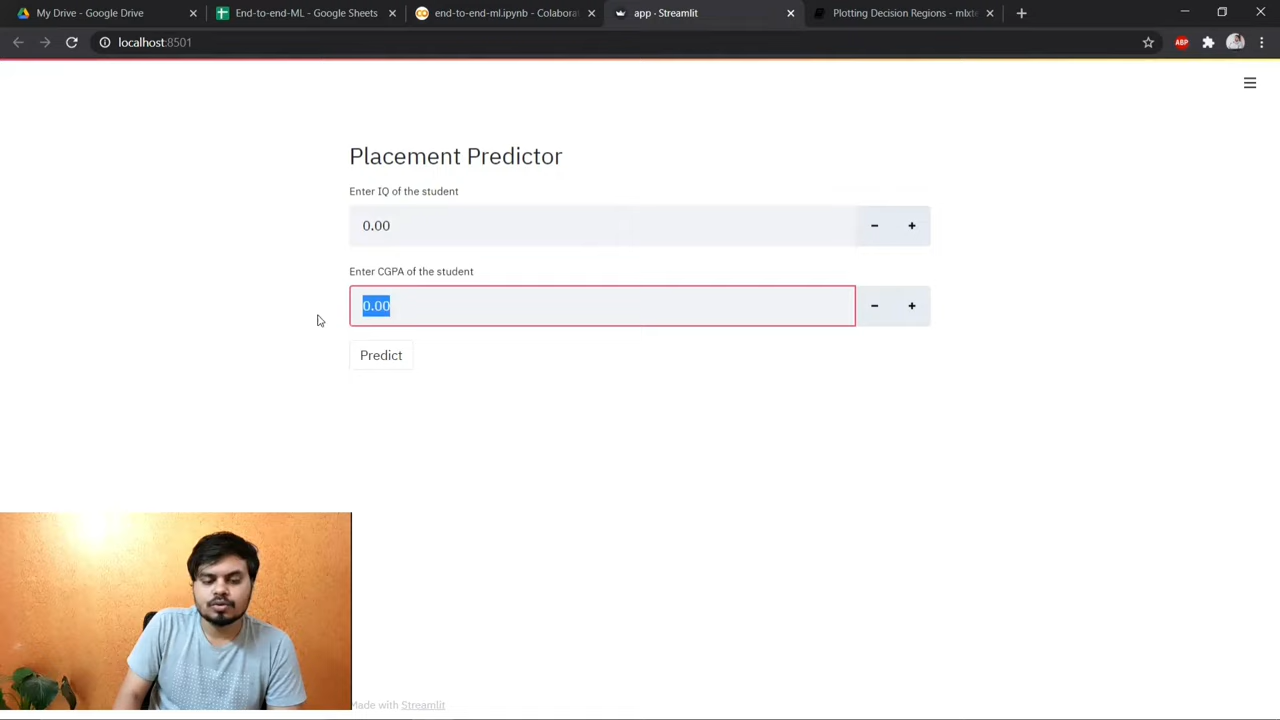 My Drive - Google Drive
End-to-end-ML - Google Sheets
end-to-end-ml.ipynb - Colabora
app · Streamlit
Plotting Decision Regions - mlxte
localhost:8501
ABP
Placement Predictor
Enter IQ of the student
0.00
Enter CGPA of the student
0.00
Predict
Made with Streamlit